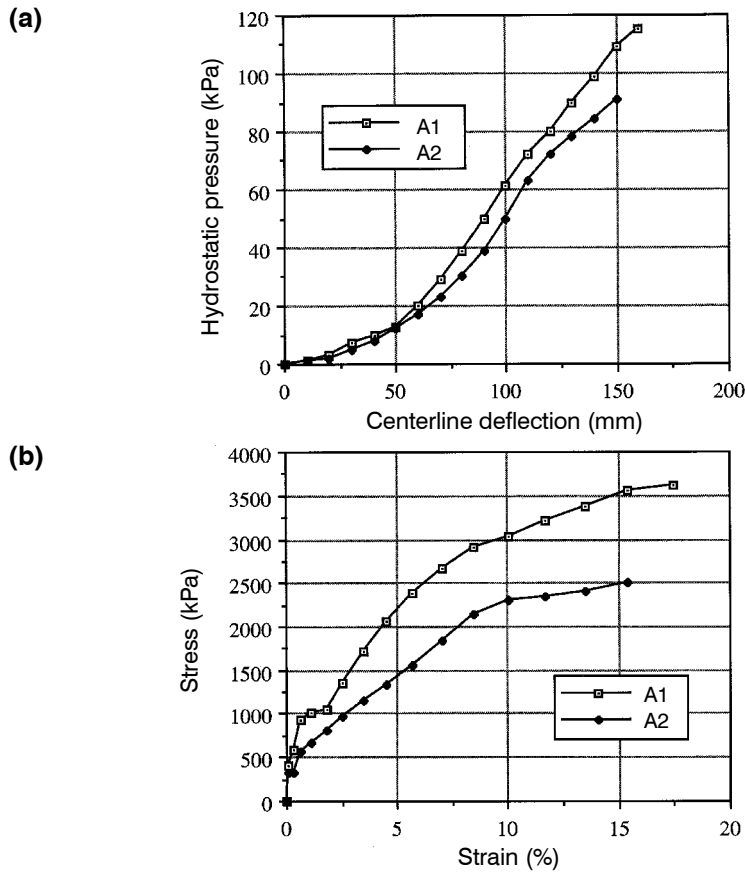 (a)
Hydrostatic pressure (kPa)
120
100
80
60
40
20
0
A1
A2
0 50 100 150 200
Centerline deflection (mm)
(b)
Stress (kPa)
4000
3500
3000
2500
2000
1500
1000
500
0
A1
A2
0 5 10 15 20
Strain (%)